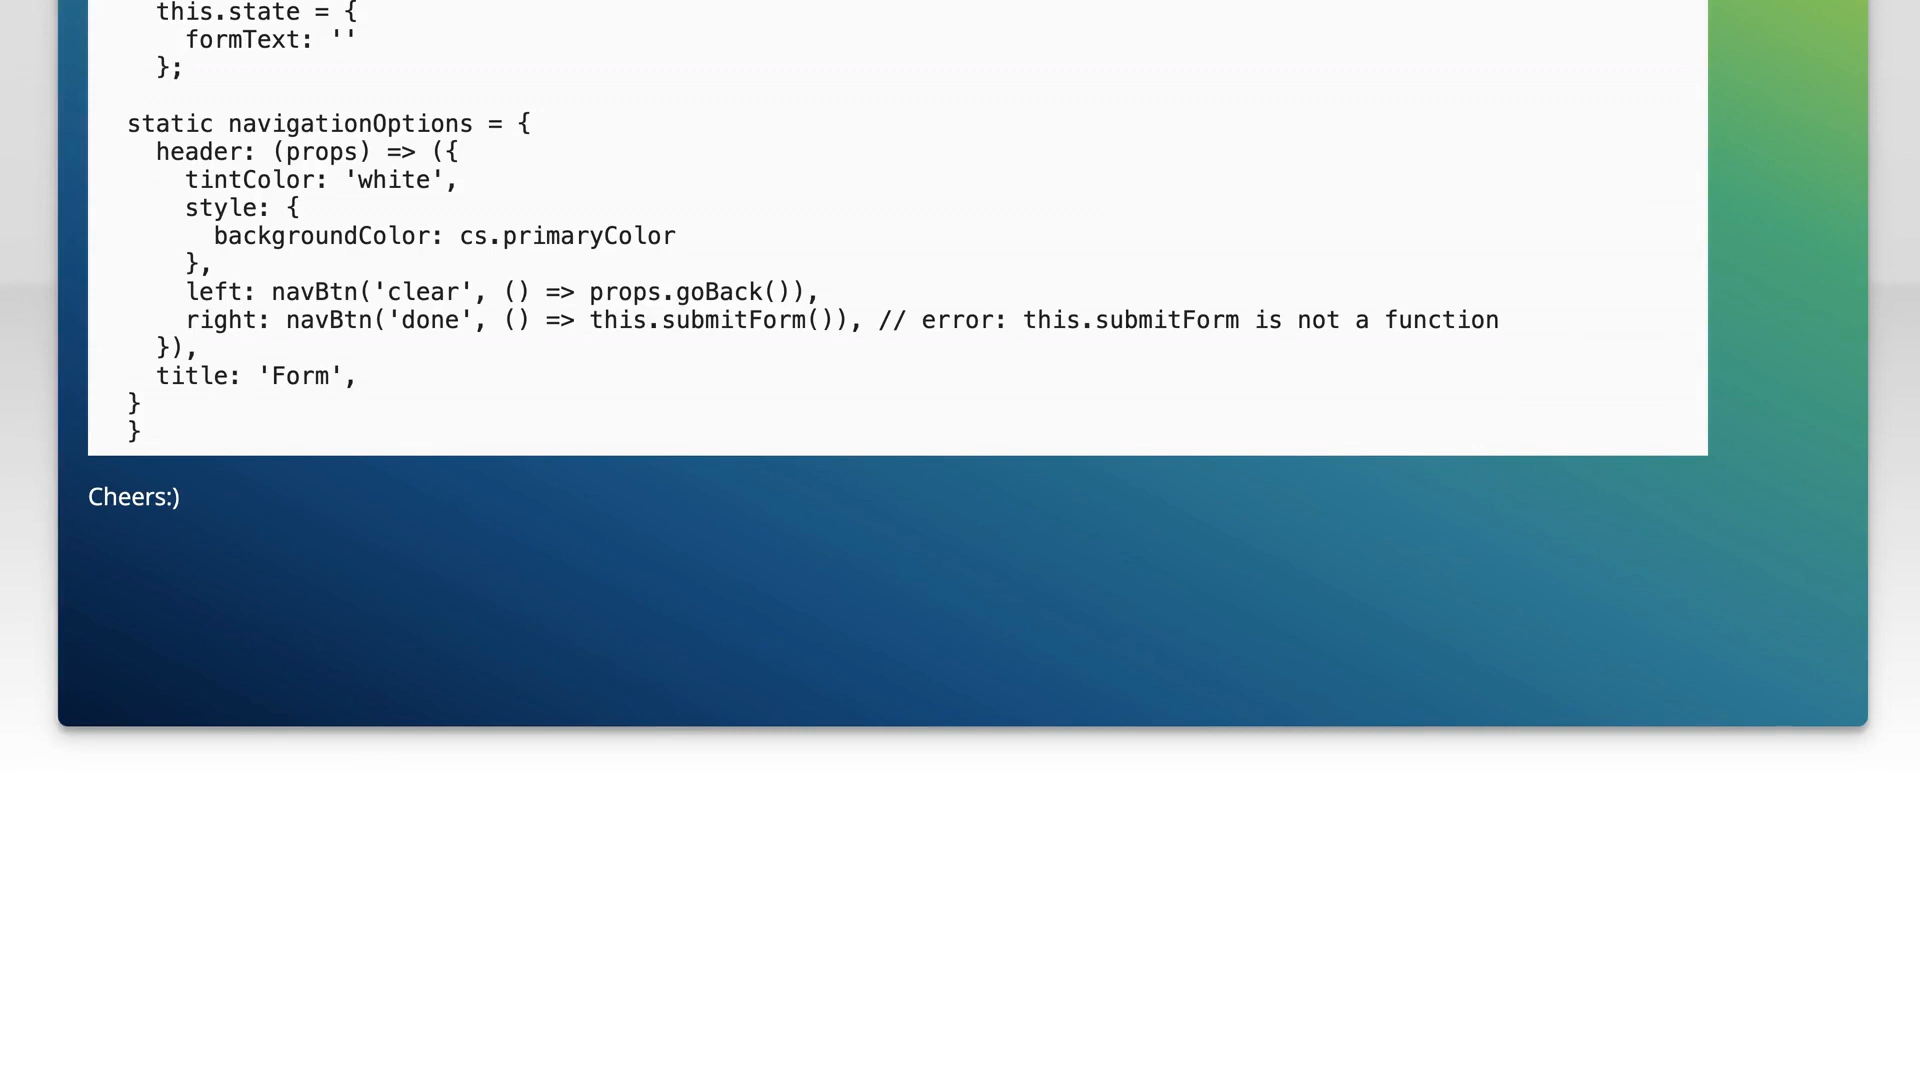 this.state = {
formText: ''
};
static navigationOptions = {
header: (props) => ({
tintColor: 'white',
style: {
backgroundColor: cs.primaryColor
},
left: navBtn('clear', () => props.goBack()),
right: navBtn('done', () => this.submitForm()), // error: this.submitForm is not a function
}),
title: 'Form',
}
}
Cheers:)